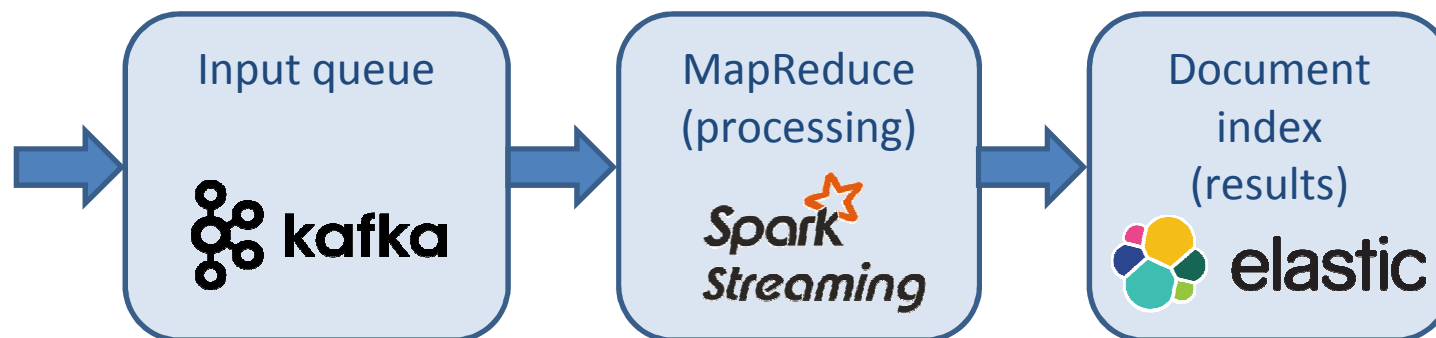 Input queue
kafka
MapReduce
(processing)
Spark
Streaming
Document
index
(results)
elastic